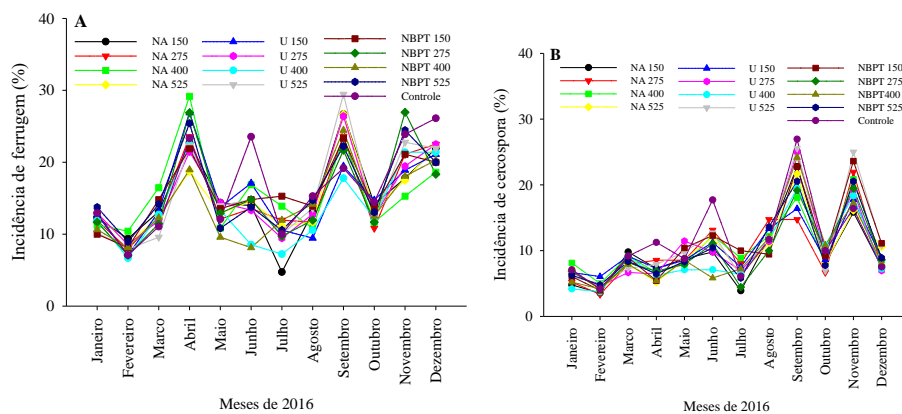 A
Incidência de ferrugem (%)
40
30
20
10
0
NA 150
NA 275
NA 400
NA 525
U 150
U 275
U 400
U 525
NBPT 150
NBPT 275
NBPT 400
NBPT 525
Controle
Janeiro
Fevereiro
Marco
Abril
Maio
Junho
Julho
Agosto
Setembro
Outubro
Novembro
Dezembro
Meses de 2016
B
Incidência de cercospora (%)
40
30
20
10
0
NA 150
NA 275
NA 400
NA 525
U 150
U 275
U 400
U 525
NBPT 150
NBPT 275
NBPT400
NBPT 525
Controle
Janeiro
Fevereiro
Marco
Abril
Maio
Junho
Julho
Agosto
Setembro
Outubro
Novembro
Dezembro
Meses de 2016